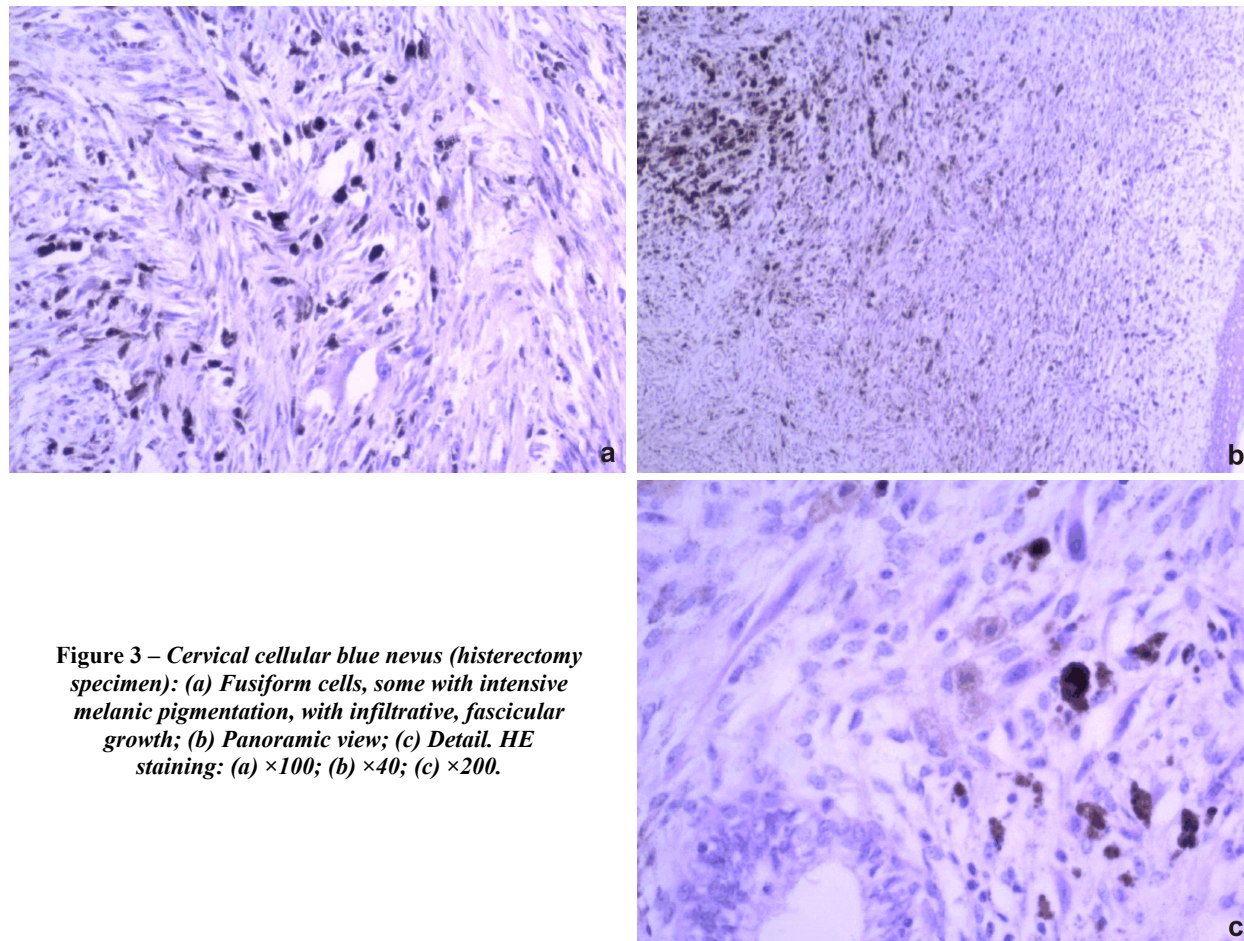 a
b
Figure 3 – Cervical cellular blue nevus (histerectomy
specimen): (a) Fusiform cells, some with intensive
melanic pigmentation, with infiltrative, fascicular
growth; (b) Panoramic view; (c) Detail. HE
staining: (a) ×100; (b) ×40; (c) ×200.
c